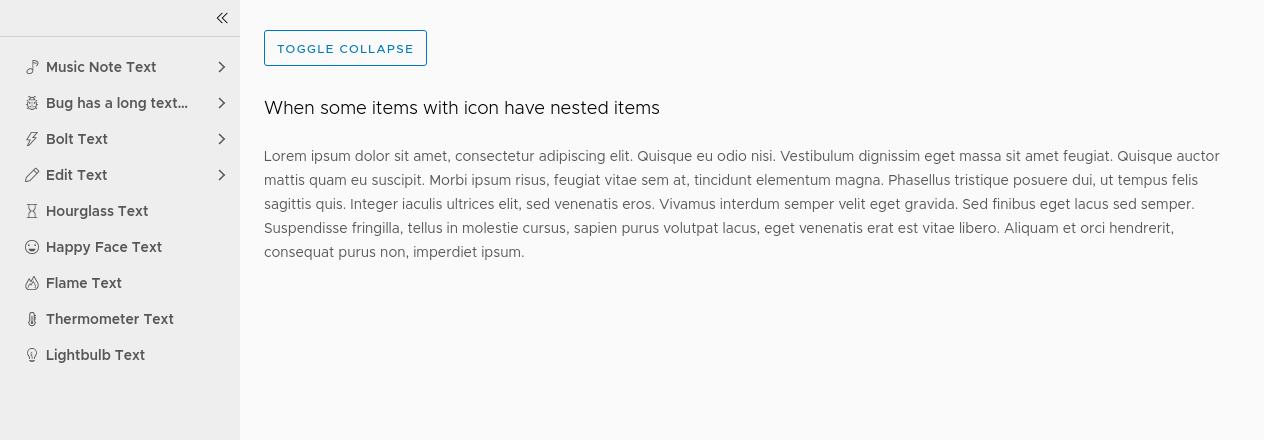 Music Note Text
Bug has a long text...
Bolt Text
Edit Text
Hourglass Text
Happy Face Text
Flame Text
Thermometer Text
Lightbulb Text
TOGGLE COLLAPSE
When some items with icon have nested items
Lorem ipsum dolor sit amet, consectetur adipiscing elit. Quisque eu odio nisi. Vestibulum dignissim eget massa sit amet feugiat. Quisque auctor
mattis quam eu suscipit. Morbi ipsum risus, feugiat vitae sem at, tincidunt elementum magna. Phasellus tristique posuere dui, ut tempus felis
sagittis quis. Integer iaculis ultrices elit, sed venenatis eros. Vivamus interdum semper velit eget gravida. Sed finibus eget lacus sed semper.
Suspendisse fringilla, tellus in molestie cursus, sapien purus volutpat lacus, eget venenatis erat est vitae libero. Aliquam et orci hendrerit,
consequat purus non, imperdiet ipsum.